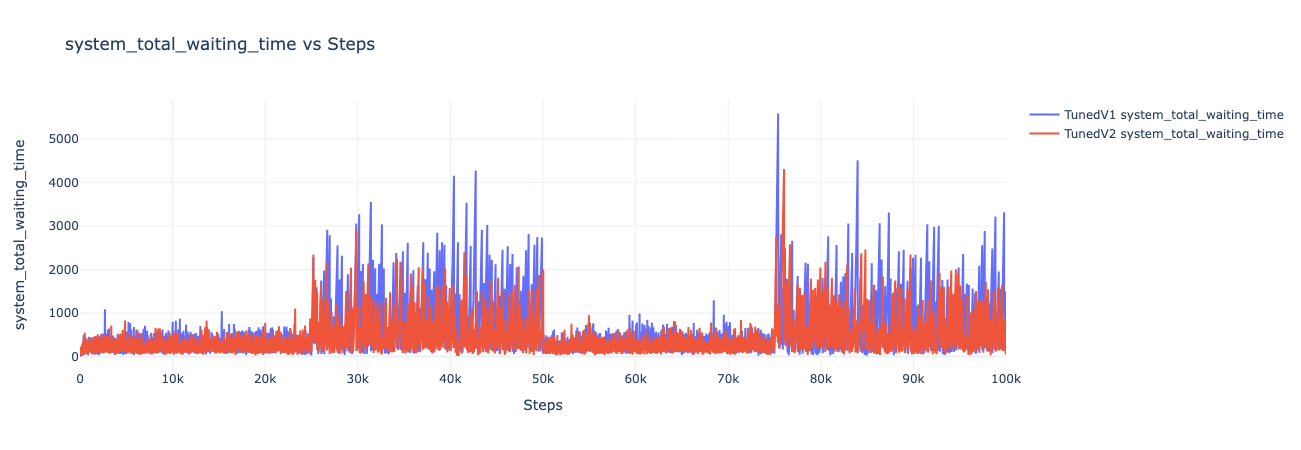 system_total_waiting_time vs Steps
TunedV1 system_total_waiting_time
TunedV2 system_total_waiting_time
system_total_waiting_time
5000
4000
3000
2000
1000
0
0 10k 20k 30k 40k 50k 60k 70k 80k 90k 100k
Steps